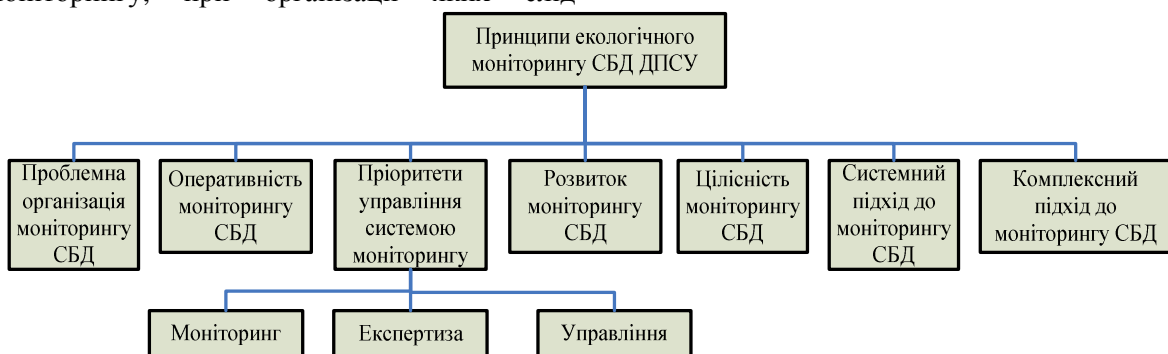 моніторингу, при організації яких слід
Принципи екологічного
моніторингу СБД ДПСУ
Проблемна
організація
моніторингу
СБД
Оперативність
моніторингу
СБД
Пріоритети
управління
системою
моніторингу
Розвиток
моніторингу
СБД
Цілісність
моніторингу
СБД
Системний
підхід до
моніторингу
СБД
Комплексний
підхід до
моніторингу СБД
Моніторинг
Експертиза
Управління